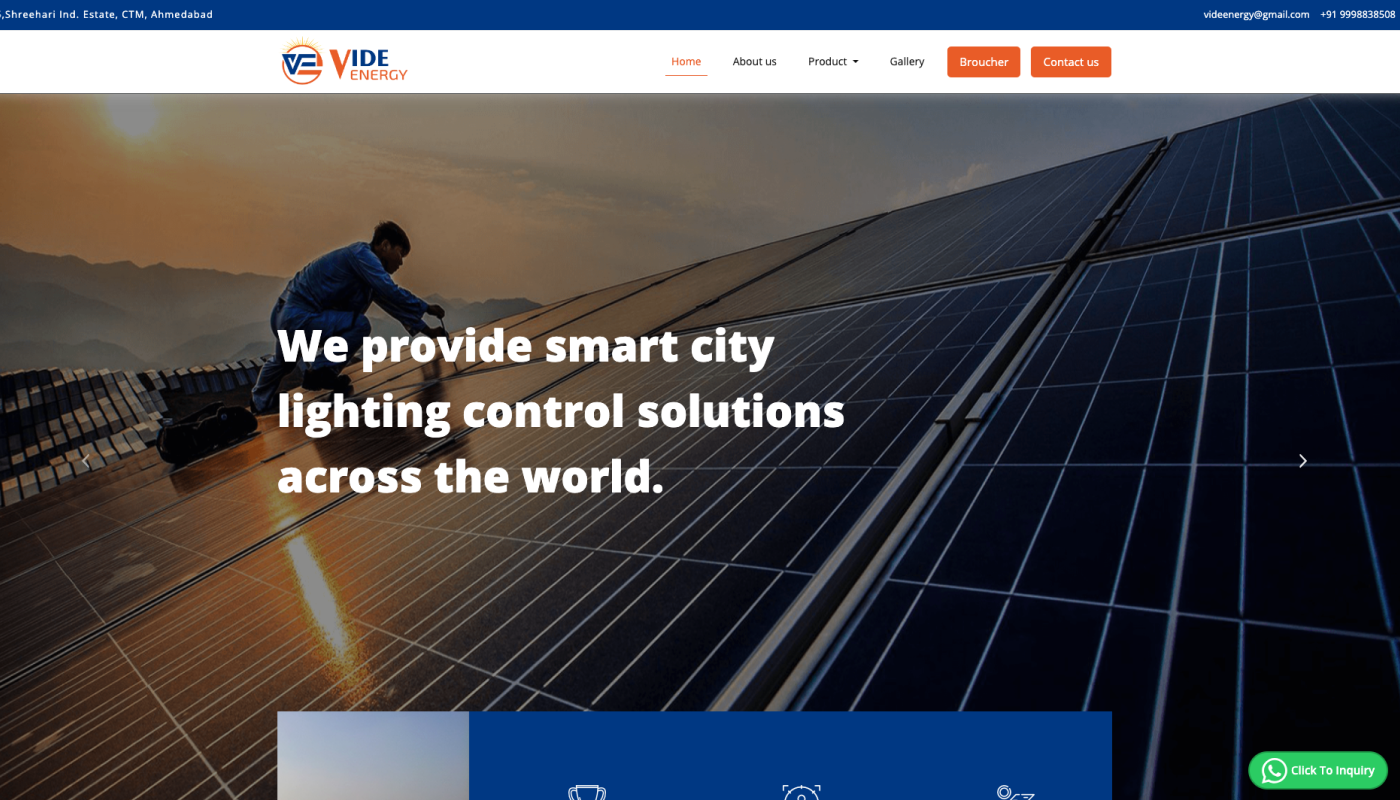 ,Shreehari Ind. Estate, CTM, Ahmedabad
videenergy@gmail.com +91 9998838508
VE VIDE
ENERGY
Home About us Product Gallery Broucher Contact us
We provide smart city
lighting control solutions
across the world.
Click To Inquiry